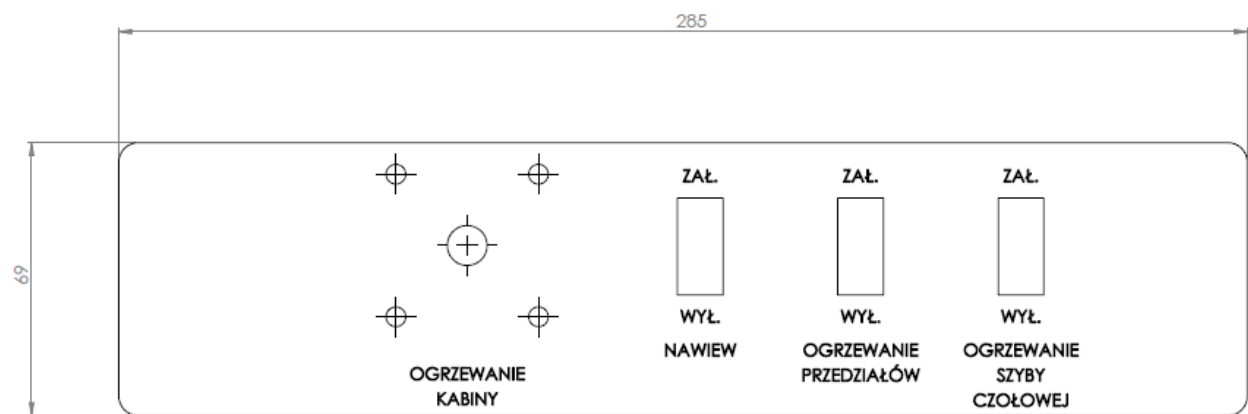 285
69
ZAŁ.
ZAŁ.
ZAŁ.
WYŁ.
WYŁ.
WYŁ.
NAWIEW
OGRZEWANIE
PRZEDZIAŁÓW
OGRZEWANIE
SZYBY
CZOŁOWEJ
OGRZEWANIE
KABINY